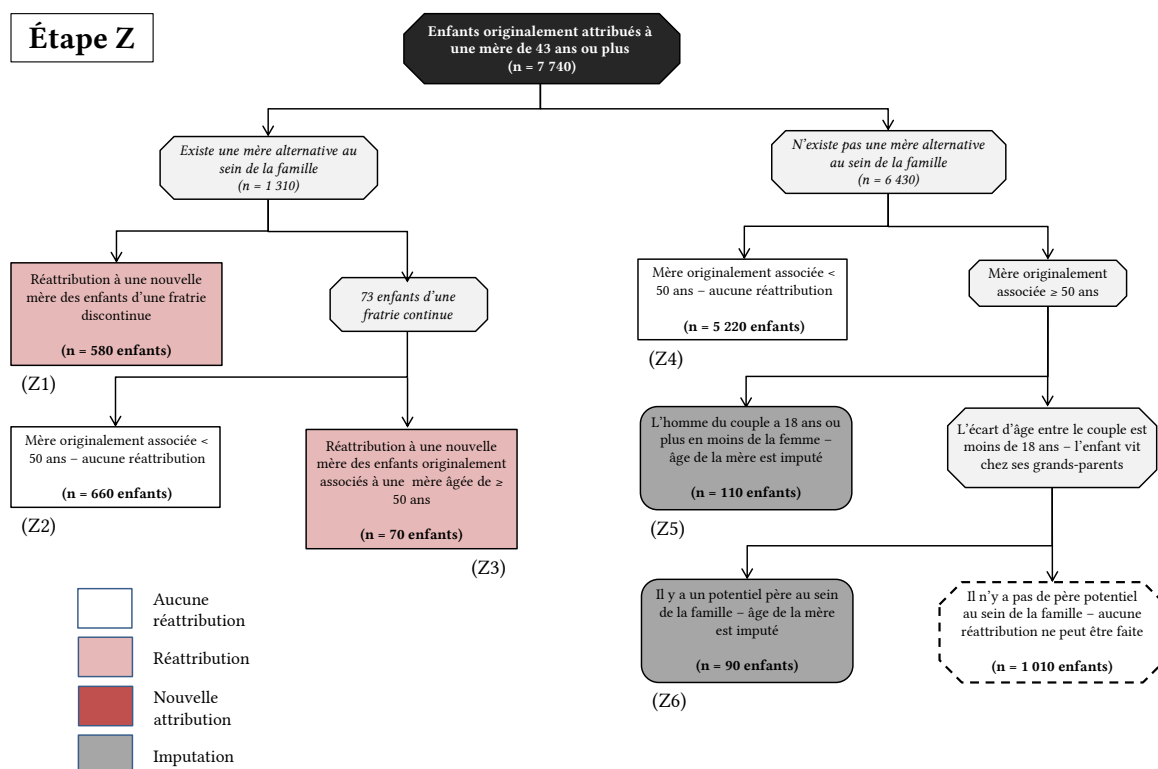 Étape Z
Enfants originalement attribués à
une mère de 43 ans ou plus
(n = 7 740)
Existe une mère alternative au
sein de la famille
(n = 1 310)
N'existe pas une mère alternative
au sein de la famille
(n = 6 430)
Réattribution à une nouvelle
mère des enfants d'une fratrie
discontinue
(n = 580 enfants)
(Z1)
73 enfants d'une
fratrie continue
Mère originalement associée <
50 ans – aucune réattribution
(n = 5 220 enfants)
(Z4)
Mère originalement
associée ≥ 50 ans
Mère originalement associée <
50 ans – aucune réattribution
(n = 660 enfants)
(Z2)
Réattribution à une nouvelle
mère des enfants originalement
associés à une mère âgée de ≥
50 ans
(n = 70 enfants)
(Z3)
L'homme du couple a 18 ans ou
plus en moins de la femme –
âge de la mère est imputé
(n = 110 enfants)
(Z5)
L'écart d'âge entre le couple est
moins de 18 ans – l'enfant vit
chez ses grands-parents
Il y a un potentiel père au sein
de la famille – âge de la mère
est imputé
(n = 90 enfants)
(Z6)
Il n'y a pas de père potentiel
au sein de la famille – aucune
réattribution ne peut être faite
(n = 1 010 enfants)
Aucune
réattribution
Réattribution
Nouvelle
attribution
Imputation